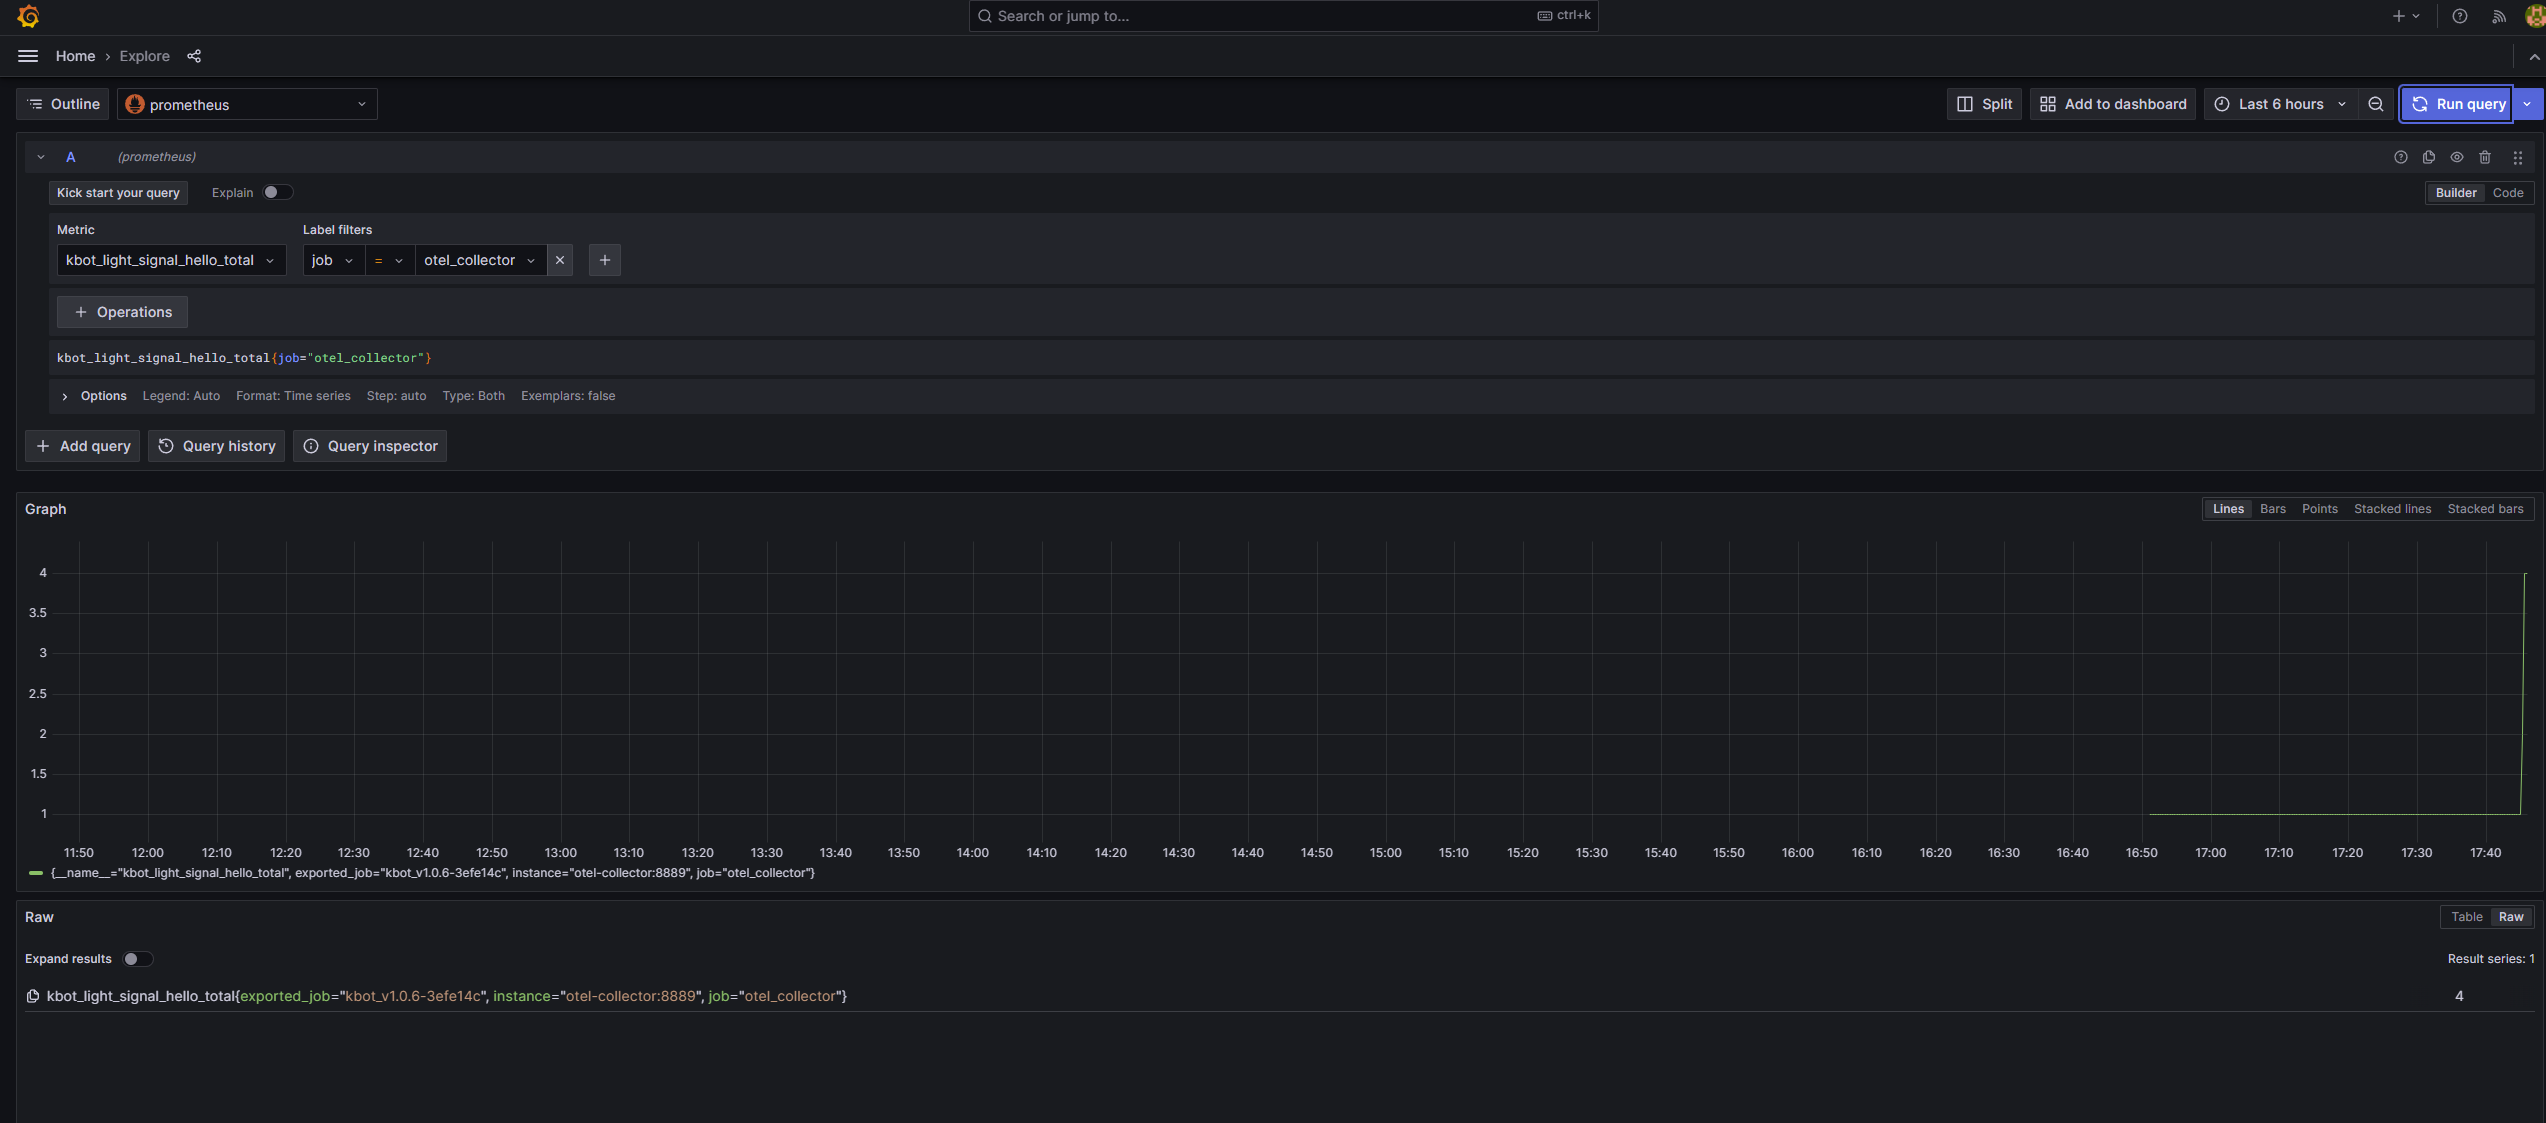 Search or jump to... ctrl+k
Home › Explore
Outline prometheus Split Add to dashboard Last 6 hours Run query
A (prometheus)
Kick start your query Explain Builder Code
Metric Label filters
kbot_light_signal_hello_total job = otel_collector
+ Operations
kbot_light_signal_hello_total{job="otel_collector"}
Options Legend: Auto Format: Time series Step: auto Type: Both Exemplars: false
+ Add query Query history Query inspector
Graph Lines Bars Points Stacked lines Stacked bars
4
3.5
3
2.5
2
1.5
1
11:50 12:00 12:10 12:20 12:30 12:40 12:50 13:00 13:10 13:20 13:30 13:40 13:50 14:00 14:10 14:20 14:30 14:40 14:50 15:00 15:10 15:20 15:30 15:40 15:50 16:00 16:10 16:20 16:30 16:40 16:50 17:00 17:10 17:20 17:30 17:40
{__name__="kbot_light_signal_hello_total", exported_job="kbot_v1.0.6-3efe14c", instance="otel-collector:8889", job="otel_collector"}
Raw Table Raw
Expand results Result series: 1
kbot_light_signal_hello_total{exported_job="kbot_v1.0.6-3efe14c", instance="otel-collector:8889", job="otel_collector"} 4